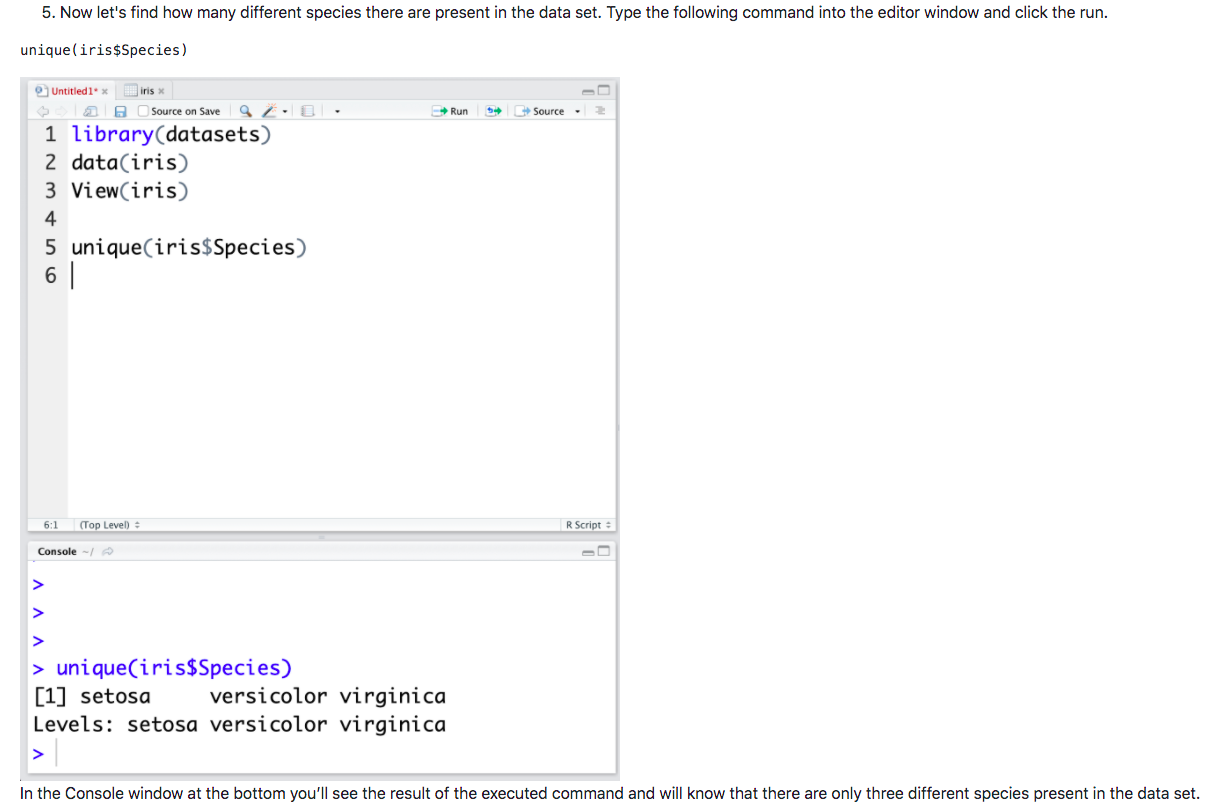 5. Now let's find how many different species there are present in the data set. Type the following command into the editor window and click the run.
unique(iris$Species)
Untitled1* × iris ×
Source on Save Run Source
1 library(datasets)
2 data(iris)
3 View(iris)
4
5 unique(iris$Species)
6
6:1 (Top Level) R Script
Console ~/
>
>
>
> unique(iris$Species)
[1] setosa     versicolor virginica
Levels: setosa versicolor virginica
>
In the Console window at the bottom you'll see the result of the executed command and will know that there are only three different species present in the data set.